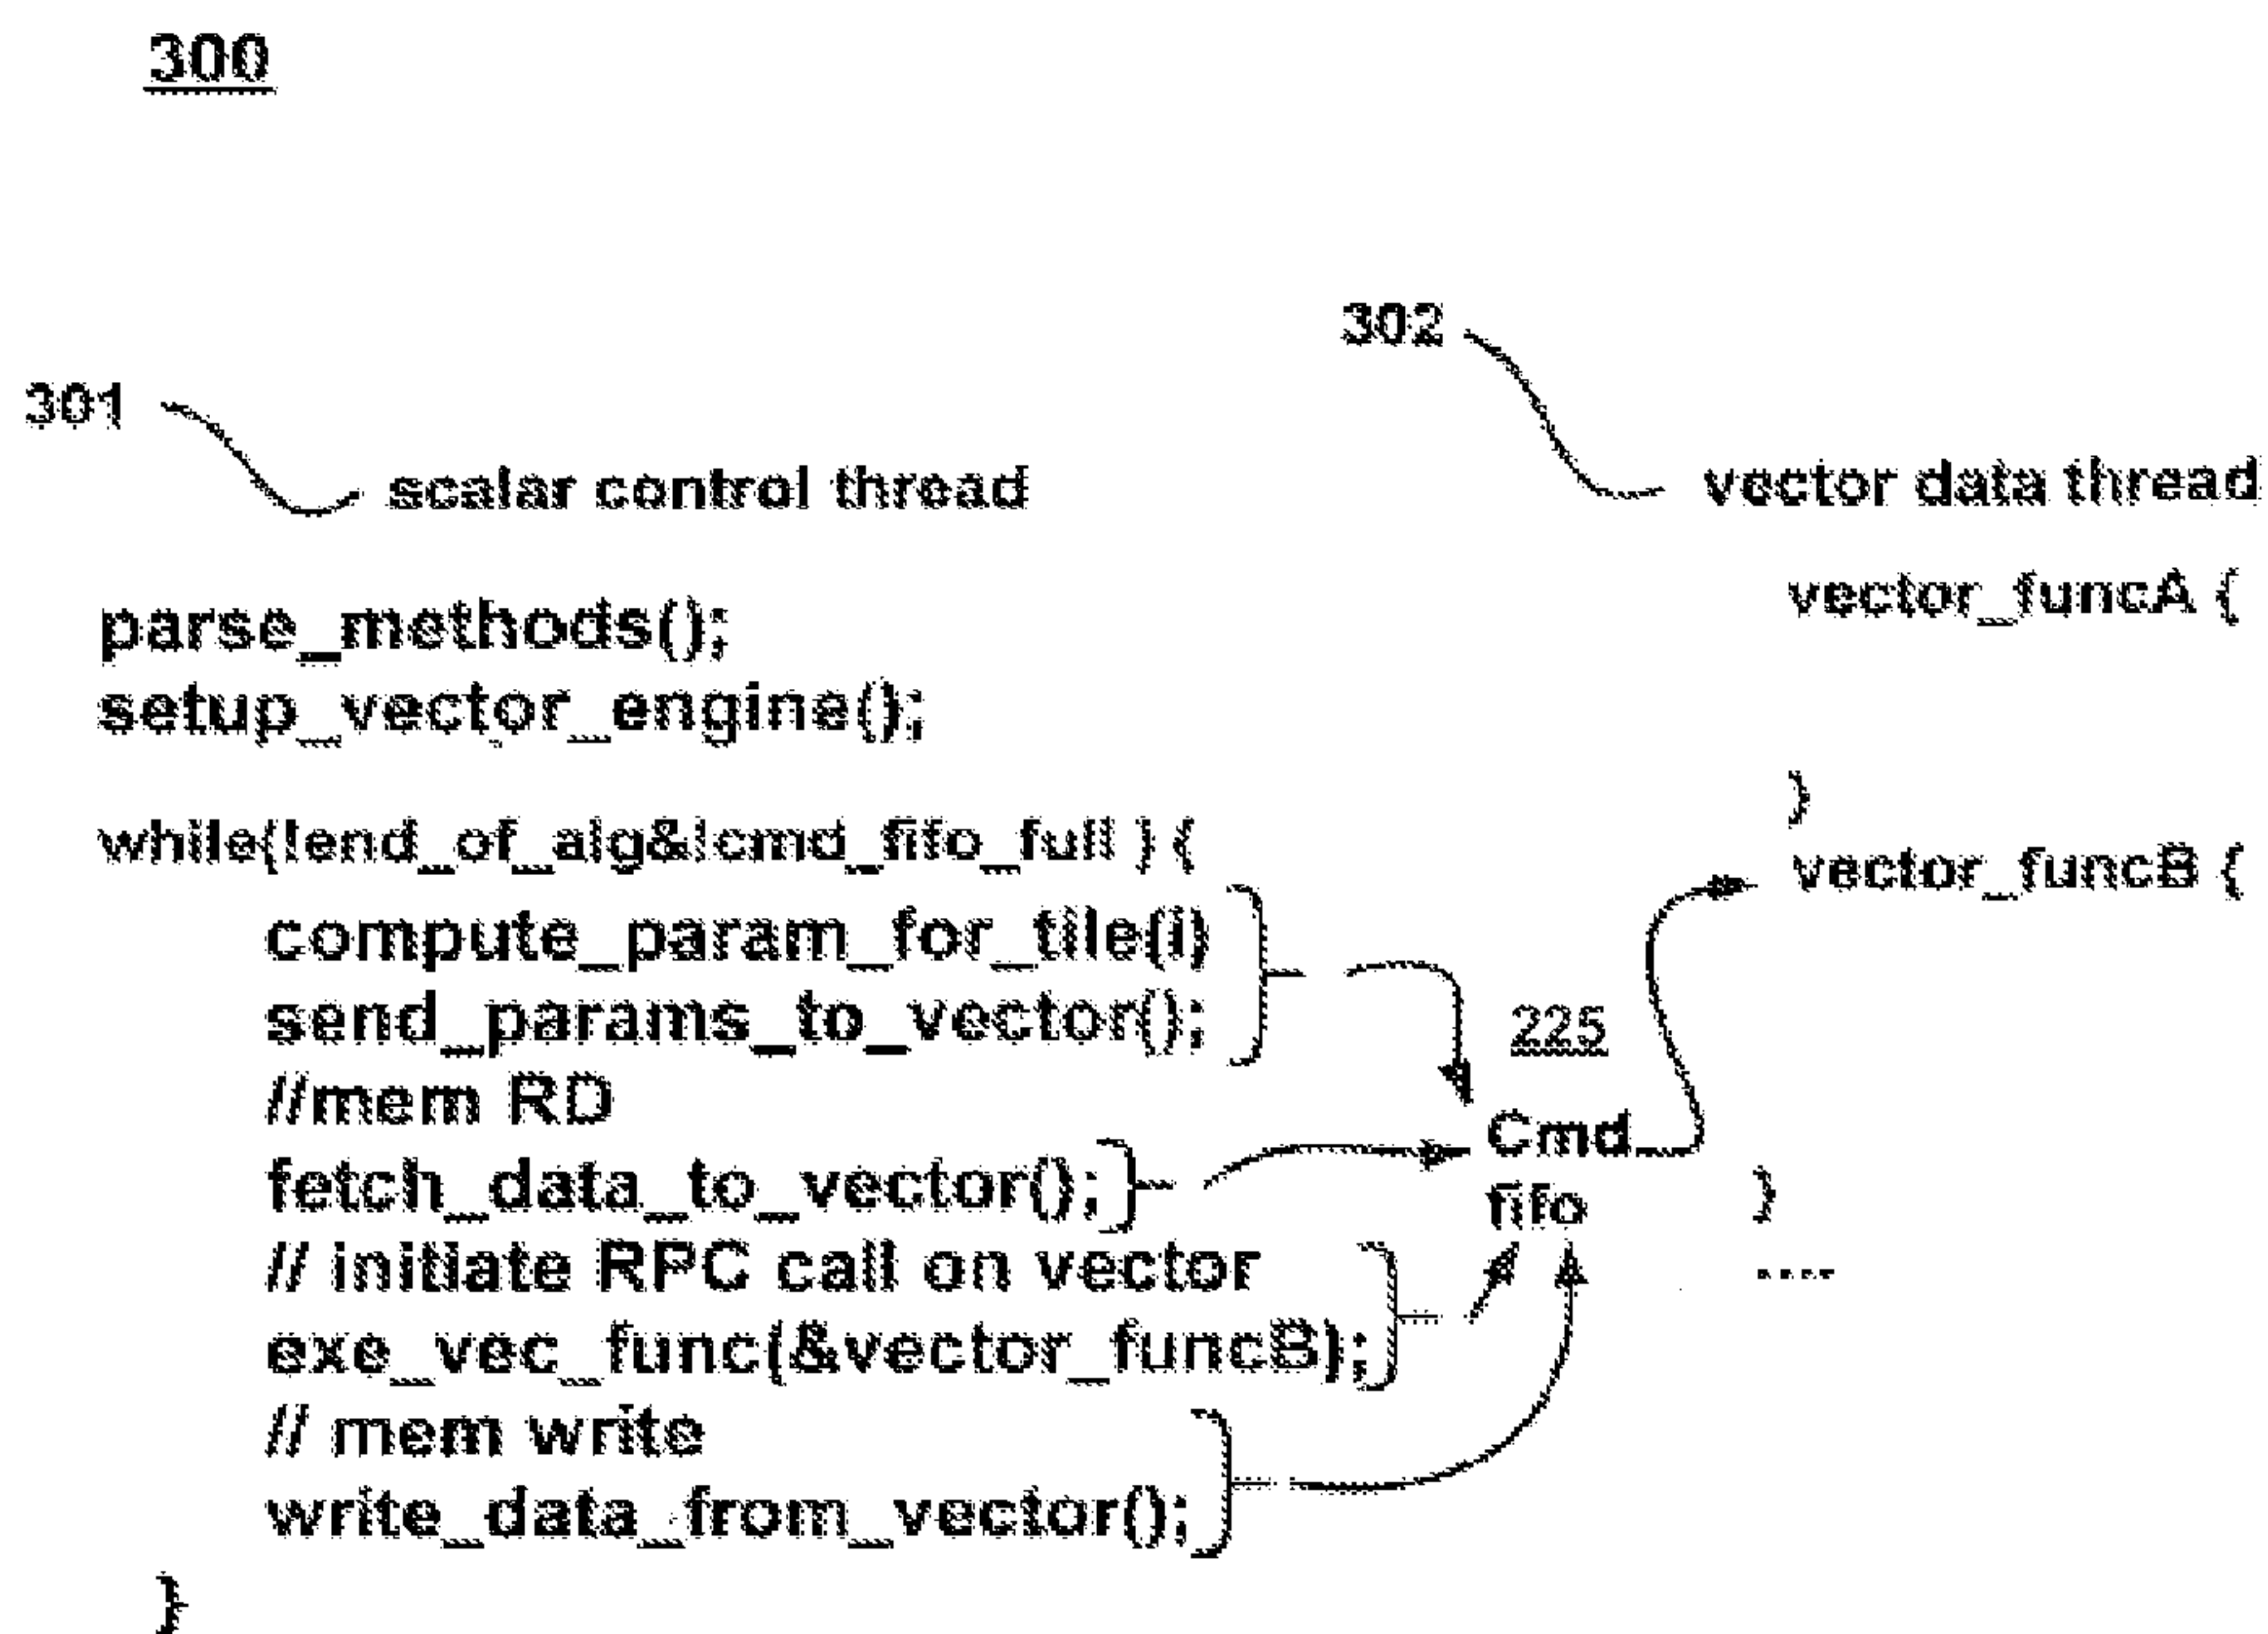 300
302
301
scalar control thread
vector data thread
parse_methods();
setup_vector_engine();
while(!end_of_alg&!cmd_fifo_full ) {
compute_param_for_tile(i)
send_params_to_vector();
//mem RD
fetch_data_to_vector();
// initiate RPC call on vector
exe_vec_func(&vector_funcB);
// mem write
write_data_from_vector();
}
225
Cmd
fifo
vector_funcA {
}
vector_funcB {
}
....